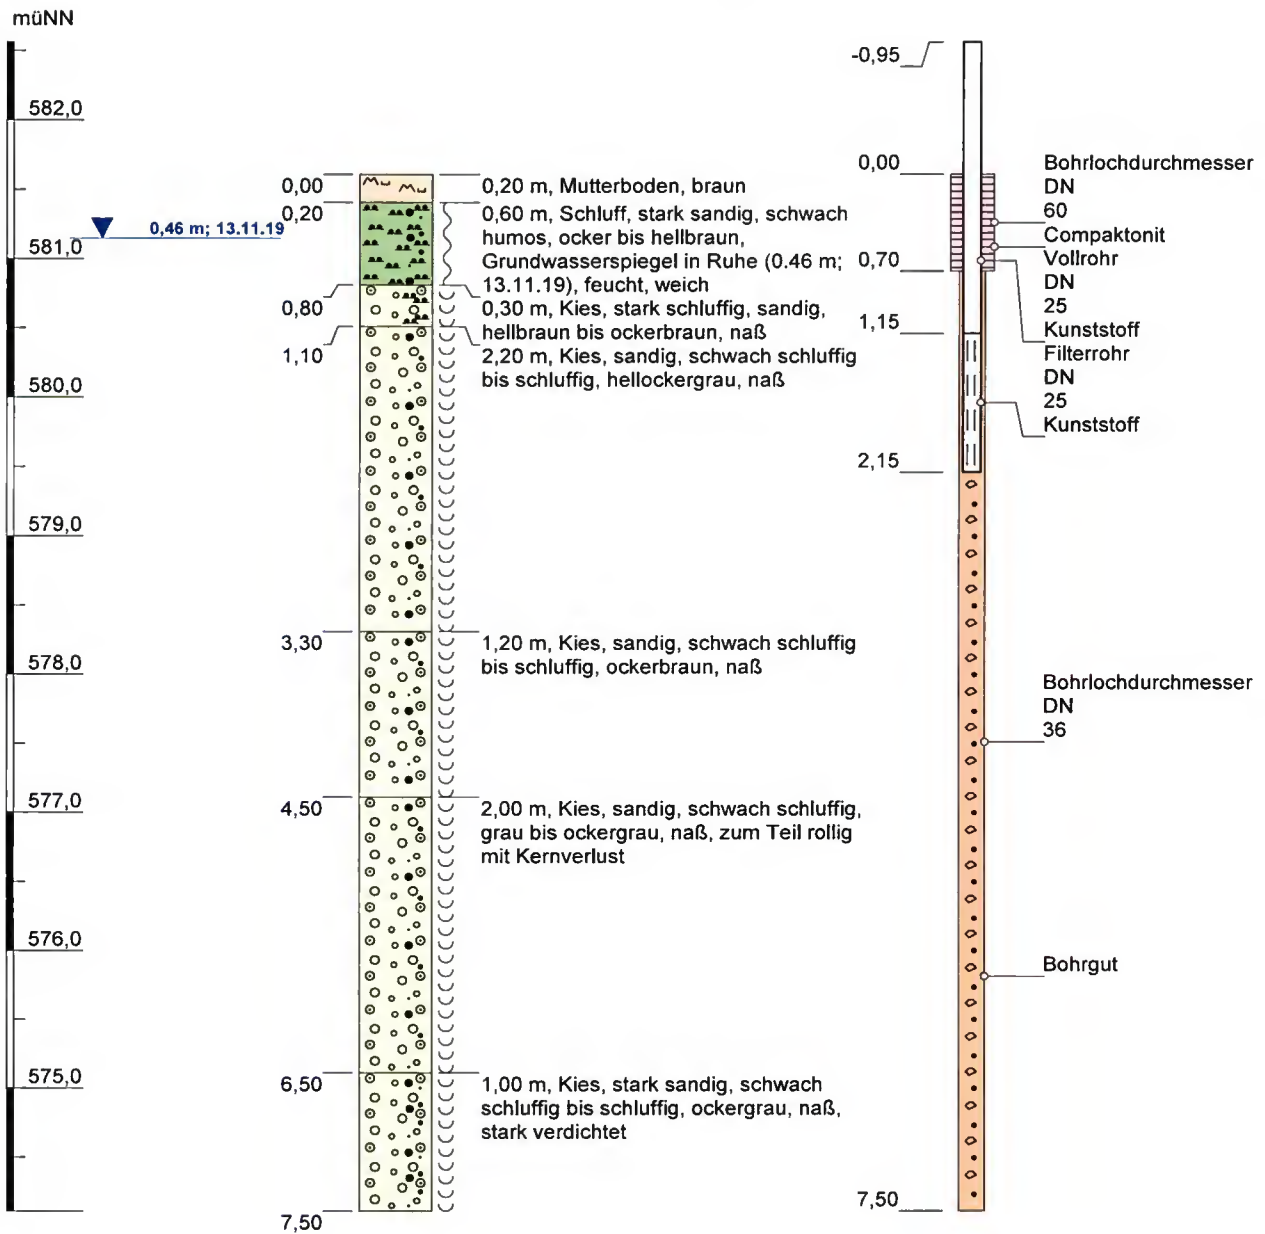 müNN
582,0
581,0
580,0
579,0
578,0
577,0
576,0
575,0
0,46 m; 13.11.19
0,00
0,20
0,80
1,10
3,30
4,50
6,50
7,50
0,20 m, Mutterboden, braun
0,60 m, Schluff, stark sandig, schwach
humos, ocker bis hellbraun,
Grundwasserspiegel in Ruhe (0.46 m;
13.11.19), feucht, weich
0,30 m, Kies, stark schluffig, sandig,
hellbraun bis ockerbraun, naß
2,20 m, Kies, sandig, schwach schluffig
bis schluffig, hellockergrau, naß
1,20 m, Kies, sandig, schwach schluffig
bis schluffig, ockerbraun, naß
2,00 m, Kies, sandig, schwach schluffig,
grau bis ockergrau, naß, zum Teil rollig
mit Kernverlust
1,00 m, Kies, stark sandig, schwach
schluffig bis schluffig, ockergrau, naß,
stark verdichtet
-0,95
0,00
0,70
1,15
2,15
7,50
Bohrlochdurchmesser
DN
60
Compaktonit
Vollrohr
DN
25
Kunststoff
Filterrohr
DN
25
Kunststoff
Bohrlochdurchmesser
DN
36
Bohrgut